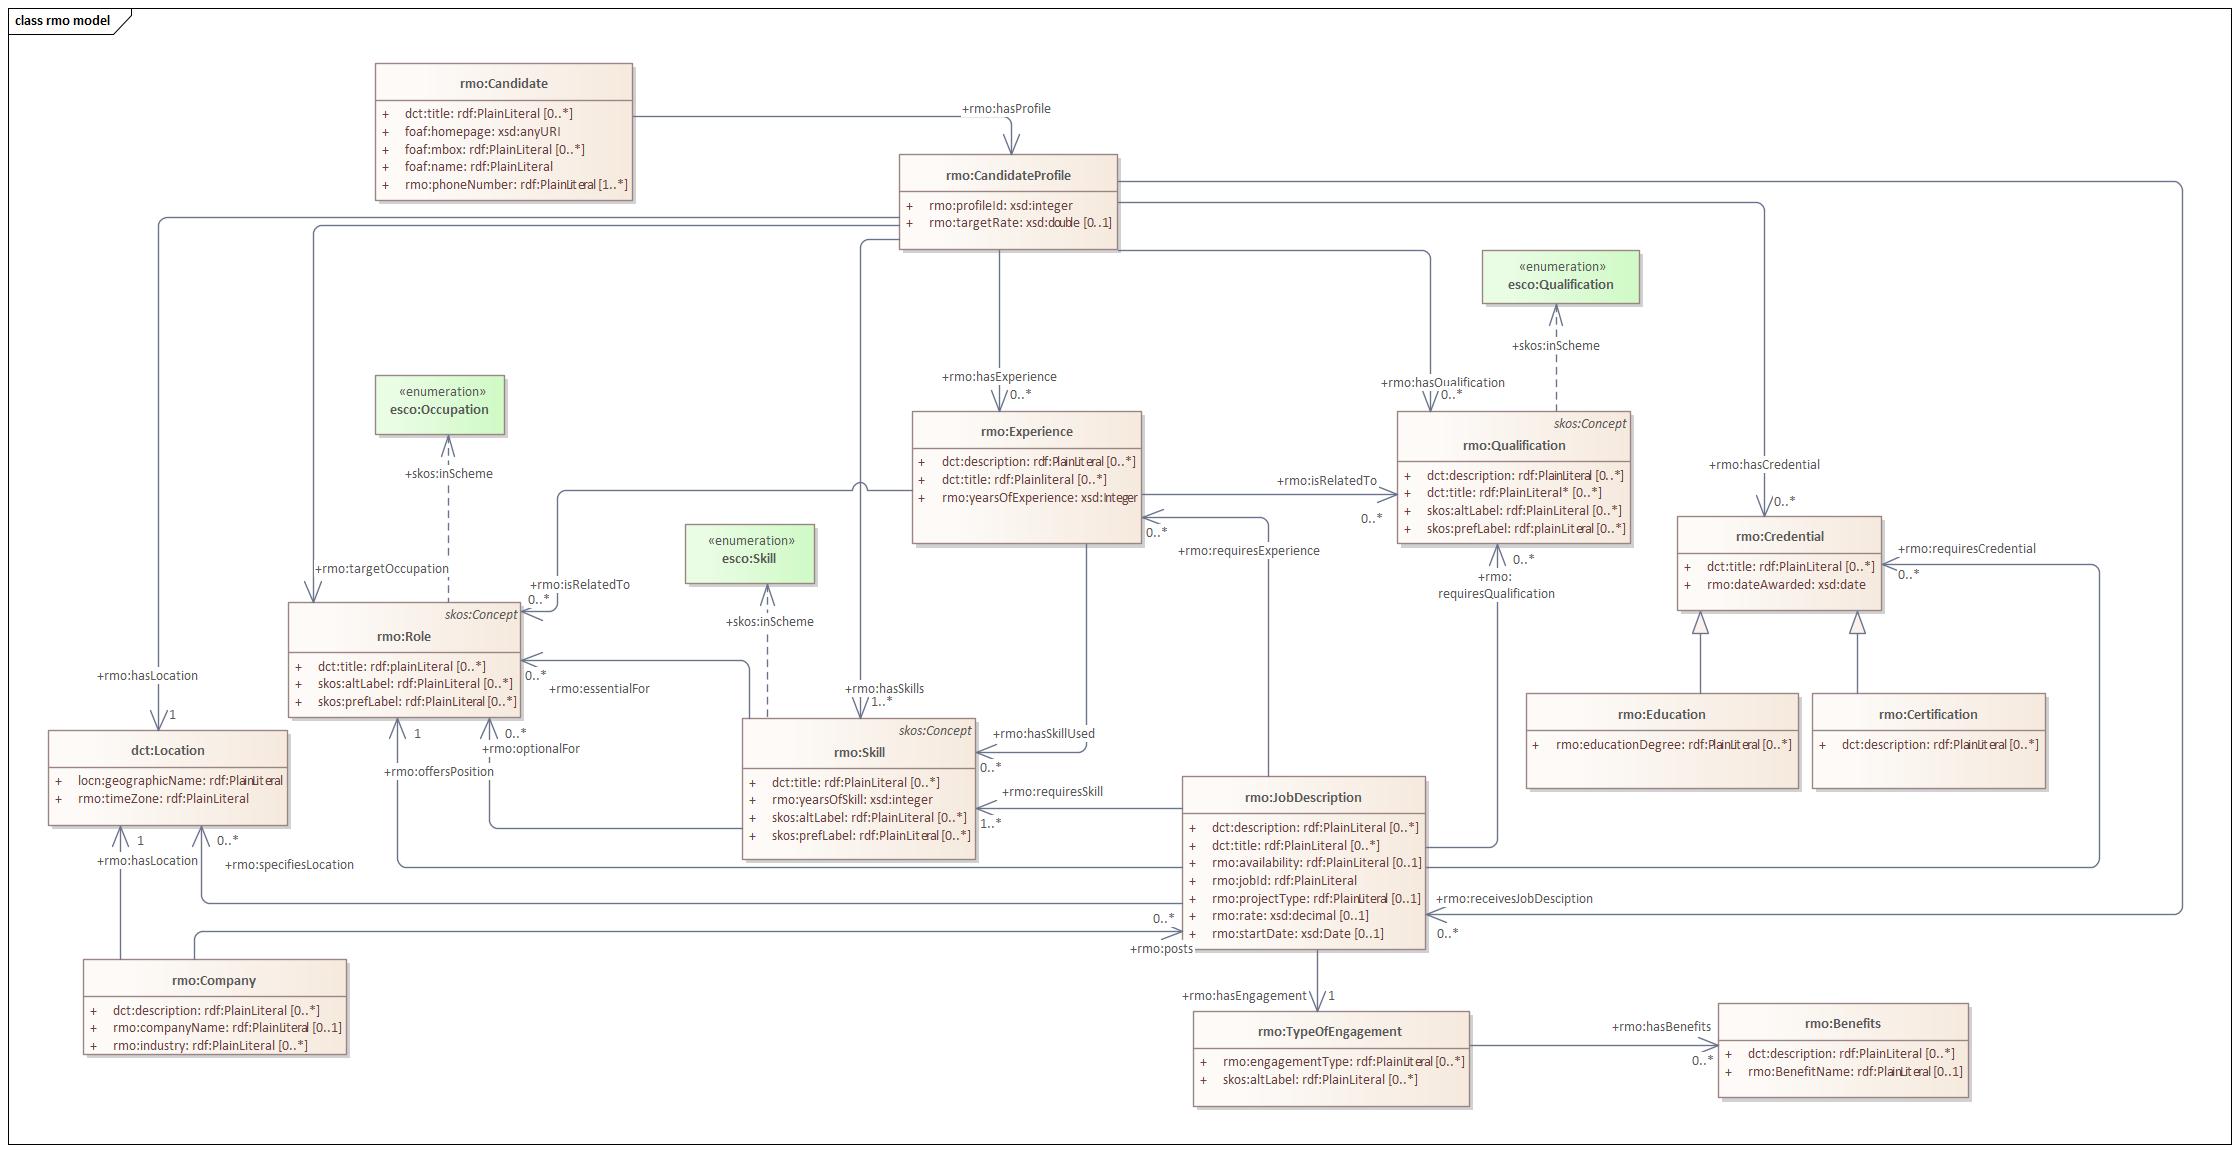 class rmo model
rmo:Candidate
+ dct:title: rdf:PlainLiteral [0..*]
+ foaf:homepage: xsd:anyURI
+ foaf:mbox: rdf:PlainLiteral [0..*]
+ foaf:name: rdf:PlainLiteral
+ rmo:phoneNumber: rdf:PlainLiteral [1..*]
+rmo:hasProfile
rmo:CandidateProfile
+ rmo:profileId: xsd:integer
+ rmo:targetRate: xsd:double [0..1]
«enumeration»
esco:Qualification
+skos:inScheme
+rmo:hasExperience
0..*
+rmo:hasQualification
0..*
«enumeration»
esco:Occupation
+skos:inScheme
rmo:Experience
+ dct:description: rdf:PlainLiteral [0..*]
+ dct:title: rdf:Plainliteral [0..*]
+ rmo:yearsOfExperience: xsd:Integer
skos:Concept
rmo:Qualification
+ dct:description: rdf:PlainLiteral [0..*]
+ dct:title: rdf:PlainLiteral* [0..*]
+ skos:altLabel: rdf:PlainLiteral [0..*]
+ skos:prefLabel: rdf:plainLiteral [0..*]
+rmo:hasCredential
0..*
+rmo:isRelatedTo
0..*
0..*
+rmo:requiresExperience
rmo:Credential
+ dct:title: rdf:PlainLiteral [0..*]
+ rmo:dateAwarded: xsd:date
+rmo:requiresCredential
0..*
«enumeration»
esco:Skill
+skos:inScheme
+rmo:targetOccupation
+rmo:isRelatedTo
0..*
0..*
+rmo:
requiresQualification
skos:Concept
rmo:Role
+ dct:title: rdf:plainLiteral [0..*]
+ skos:altLabel: rdf:PlainLiteral [0..*]
+ skos:prefLabel: rdf:PlainLiteral [0..*]
0..*
+rmo:essentialFor
+rmo:hasLocation
1
+rmo:hasSkills
1..*
dct:Location
+ locn:geographicName: rdf:PlainLiteral
+ rmo:timeZone: rdf:PlainLiteral
1
+rmo:offersPosition
0..*
+rmo:optionalFor
skos:Concept
rmo:Skill
+ dct:title: rdf:PlainLiteral [0..*]
+ rmo:yearsOfSkill: xsd:integer
+ skos:altLabel: rdf:PlainLiteral [0..*]
+ skos:prefLabel: rdf:PlainLiteral [0..*]
+rmo:hasSkillUsed
0..*
+rmo:requiresSkill
1..*
rmo:Education
+ rmo:educationDegree: rdf:PlainLiteral [0..*]
rmo:Certification
+ dct:description: rdf:PlainLiteral [0..*]
rmo:JobDescription
+ dct:description: rdf:PlainLiteral [0..*]
+ dct:title: rdf:PlainLiteral [0..*]
+ rmo:availability: rdf:PlainLiteral [0..1]
+ rmo:jobId: rdf:PlainLiteral
+ rmo:projectType: rdf:PlainLiteral [0..1]
+ rmo:rate: xsd:decimal [0..1]
+ rmo:startDate: xsd:Date [0..1]
1
+rmo:hasLocation
0..*
+rmo:specifiesLocation
+rmo:receivesJobDesciption
0..*
0..*
+rmo:posts
rmo:Company
+ dct:description: rdf:PlainLiteral [0..*]
+ rmo:companyName: rdf:PlainLiteral [0..1]
+ rmo:industry: rdf:PlainLiteral [0..*]
+rmo:hasEngagement
1
rmo:TypeOfEngagement
+ rmo:engagementType: rdf:PlainLiteral [0..*]
+ skos:altLabel: rdf:PlainLiteral [0..*]
+rmo:hasBenefits
0..*
rmo:Benefits
+ dct:description: rdf:PlainLiteral [0..*]
+ rmo:BenefitName: rdf:PlainLiteral [0..1]